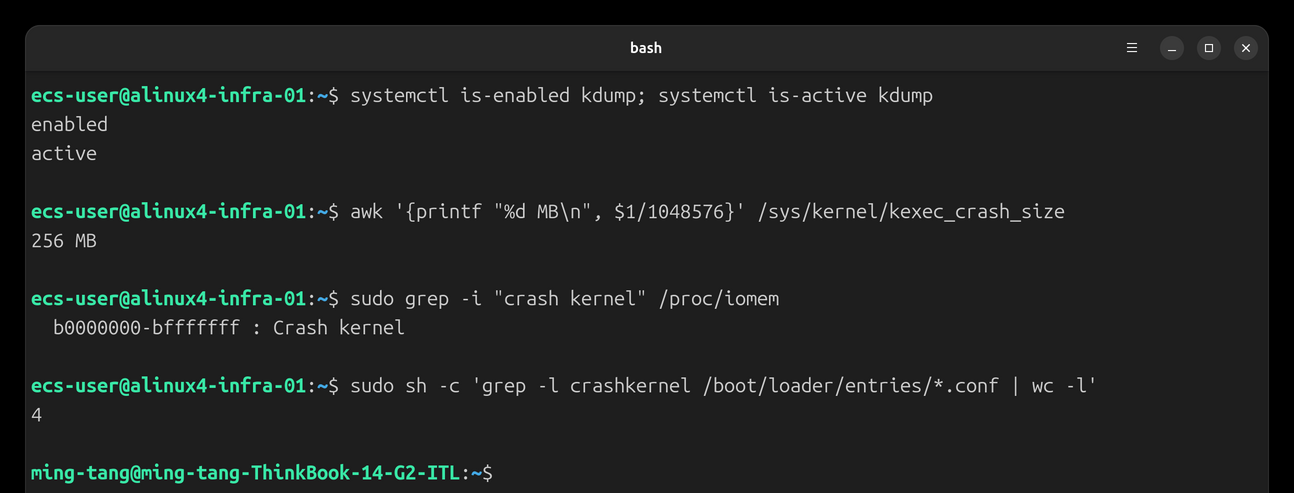 bash
ecs-user@alinux4-infra-01:~$ systemctl is-enabled kdump; systemctl is-active kdump
enabled
active
ecs-user@alinux4-infra-01:~$ awk '{printf "%d MB\n", $1/1048576}' /sys/kernel/kexec_crash_size
256 MB
ecs-user@alinux4-infra-01:~$ sudo grep -i "crash kernel" /proc/iomem
  b0000000-bfffffff : Crash kernel
ecs-user@alinux4-infra-01:~$ sudo sh -c 'grep -l crashkernel /boot/loader/entries/*.conf | wc -l'
4
ming-tang@ming-tang-ThinkBook-14-G2-ITL:~$